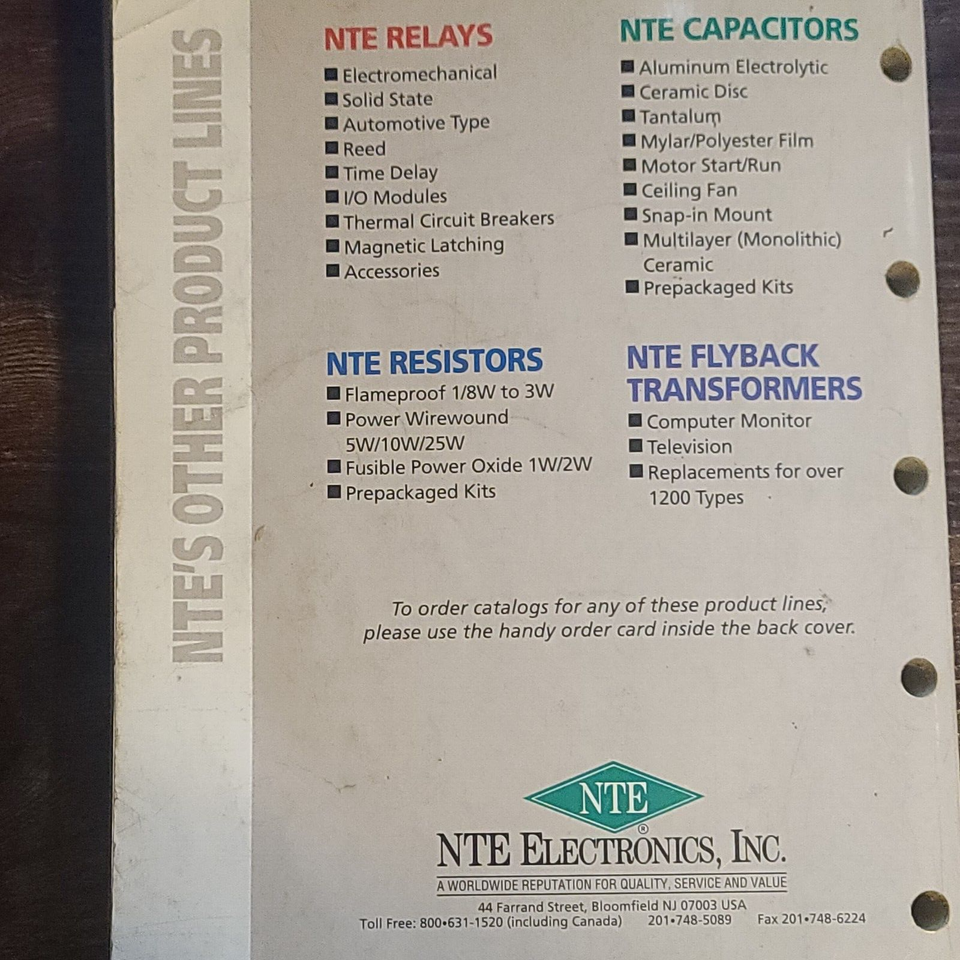 NTE'S OTHER PRODUCT LINES
NTE RELAYS
■ Electromechanical
■ Solid State
■ Automotive Type
■ Reed
■ Time Delay
■ I/O Modules
■ Thermal Circuit Breakers
■ Magnetic Latching
■ Accessories
NTE CAPACITORS
■ Aluminum Electrolytic
■ Ceramic Disc
■ Tantalum
■ Mylar/Polyester Film
■ Motor Start/Run
■ Ceiling Fan
■ Snap-in Mount
■ Multilayer (Monolithic)
Ceramic
■ Prepackaged Kits
NTE RESISTORS
■ Flameproof 1/8W to 3W
■ Power Wirewound
5W/10W/25W
■ Fusible Power Oxide 1W/2W
■ Prepackaged Kits
NTE FLYBACK
TRANSFORMERS
■ Computer Monitor
■ Television
■ Replacements for over
1200 Types
To order catalogs for any of these product lines,
please use the handy order card inside the back cover.
NTE
®
NTE ELECTRONICS, INC.
A WORLDWIDE REPUTATION FOR QUALITY, SERVICE AND VALUE
44 Farrand Street, Bloomfield NJ 07003 USA
Toll Free: 800•631-1520 (including Canada) 201•748-5089 Fax 201•748-6224